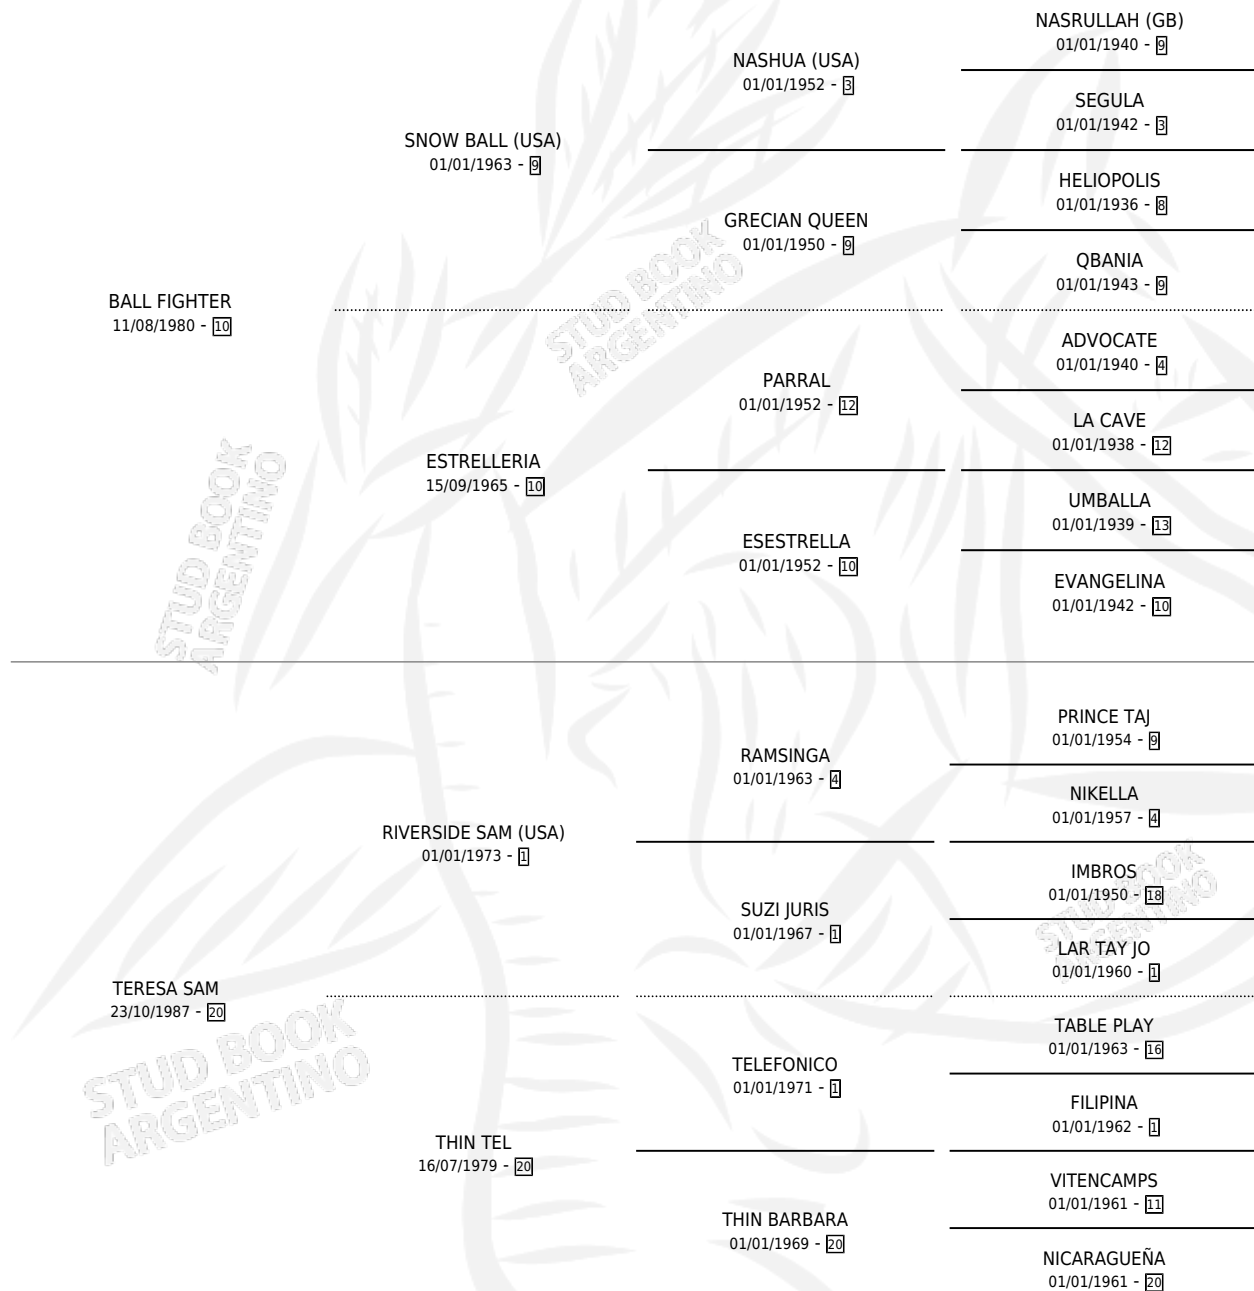 NASRULLAH (GB)
01/01/1940 - 9
NASHUA (USA)
01/01/1952 - 3
SEGULA
01/01/1942 - 3
SNOW BALL (USA)
01/01/1963 - 9
HELIOPOLIS
01/01/1936 - 8
GRECIAN QUEEN
01/01/1950 - 9
QBANIA
01/01/1943 - 9
BALL FIGHTER
11/08/1980 - 10
ADVOCATE
01/01/1940 - 4
PARRAL
01/01/1952 - 12
LA CAVE
01/01/1938 - 12
ESTRELLERIA
15/09/1965 - 10
UMBALLA
01/01/1939 - 13
ESESTRELLA
01/01/1952 - 10
EVANGELINA
01/01/1942 - 10
STUD BOOK
ARGENTINO
STUD BOOK
ARGENTINO
PRINCE TAJ
01/01/1954 - 9
RAMSINGA
01/01/1963 - 4
NIKELLA
01/01/1957 - 4
RIVERSIDE SAM (USA)
01/01/1973 - 1
IMBROS
01/01/1950 - 18
SUZI JURIS
01/01/1967 - 1
LAR TAY JO
01/01/1960 - 1
STUD BOOK
ARGENTINO
TERESA SAM
23/10/1987 - 20
TABLE PLAY
01/01/1963 - 16
TELEFONICO
01/01/1971 - 1
FILIPINA
01/01/1962 - 1
THIN TEL
16/07/1979 - 20
VITENCAMPS
01/01/1961 - 11
THIN BARBARA
01/01/1969 - 20
NICARAGUEÑA
01/01/1961 - 20
STUD BOOK
ARGENTINO